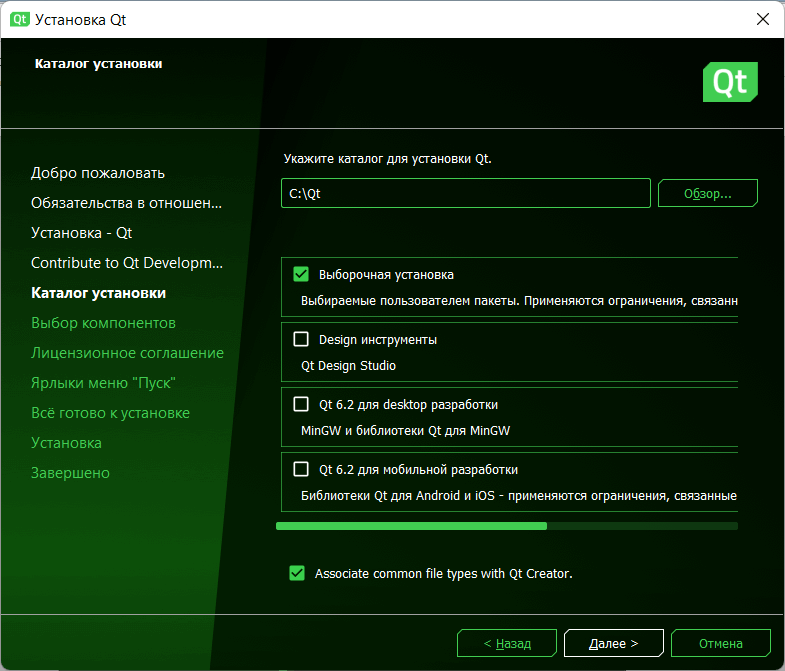 Qt Установка Qt
Каталог установки
Qt
Добро пожаловать
Обязательства в отношен...
Установка - Qt
Contribute to Qt Developm...
Каталог установки
Выбор компонентов
Лицензионное соглашение
Ярлыки меню "Пуск"
Всё готово к установке
Установка
Завершено
Укажите каталог для установки Qt.
C:\Qt
Обзор...
Выборочная установка
Выбираемые пользователем пакеты. Применяются ограничения, связанн
Design инструменты
Qt Design Studio
Qt 6.2 для desktop разработки
MinGW и библиотеки Qt для MinGW
Qt 6.2 для мобильной разработки
Библиотеки Qt для Android и iOS - применяются ограничения, связанные
Associate common file types with Qt Creator.
< Назад
Далее >
Отмена